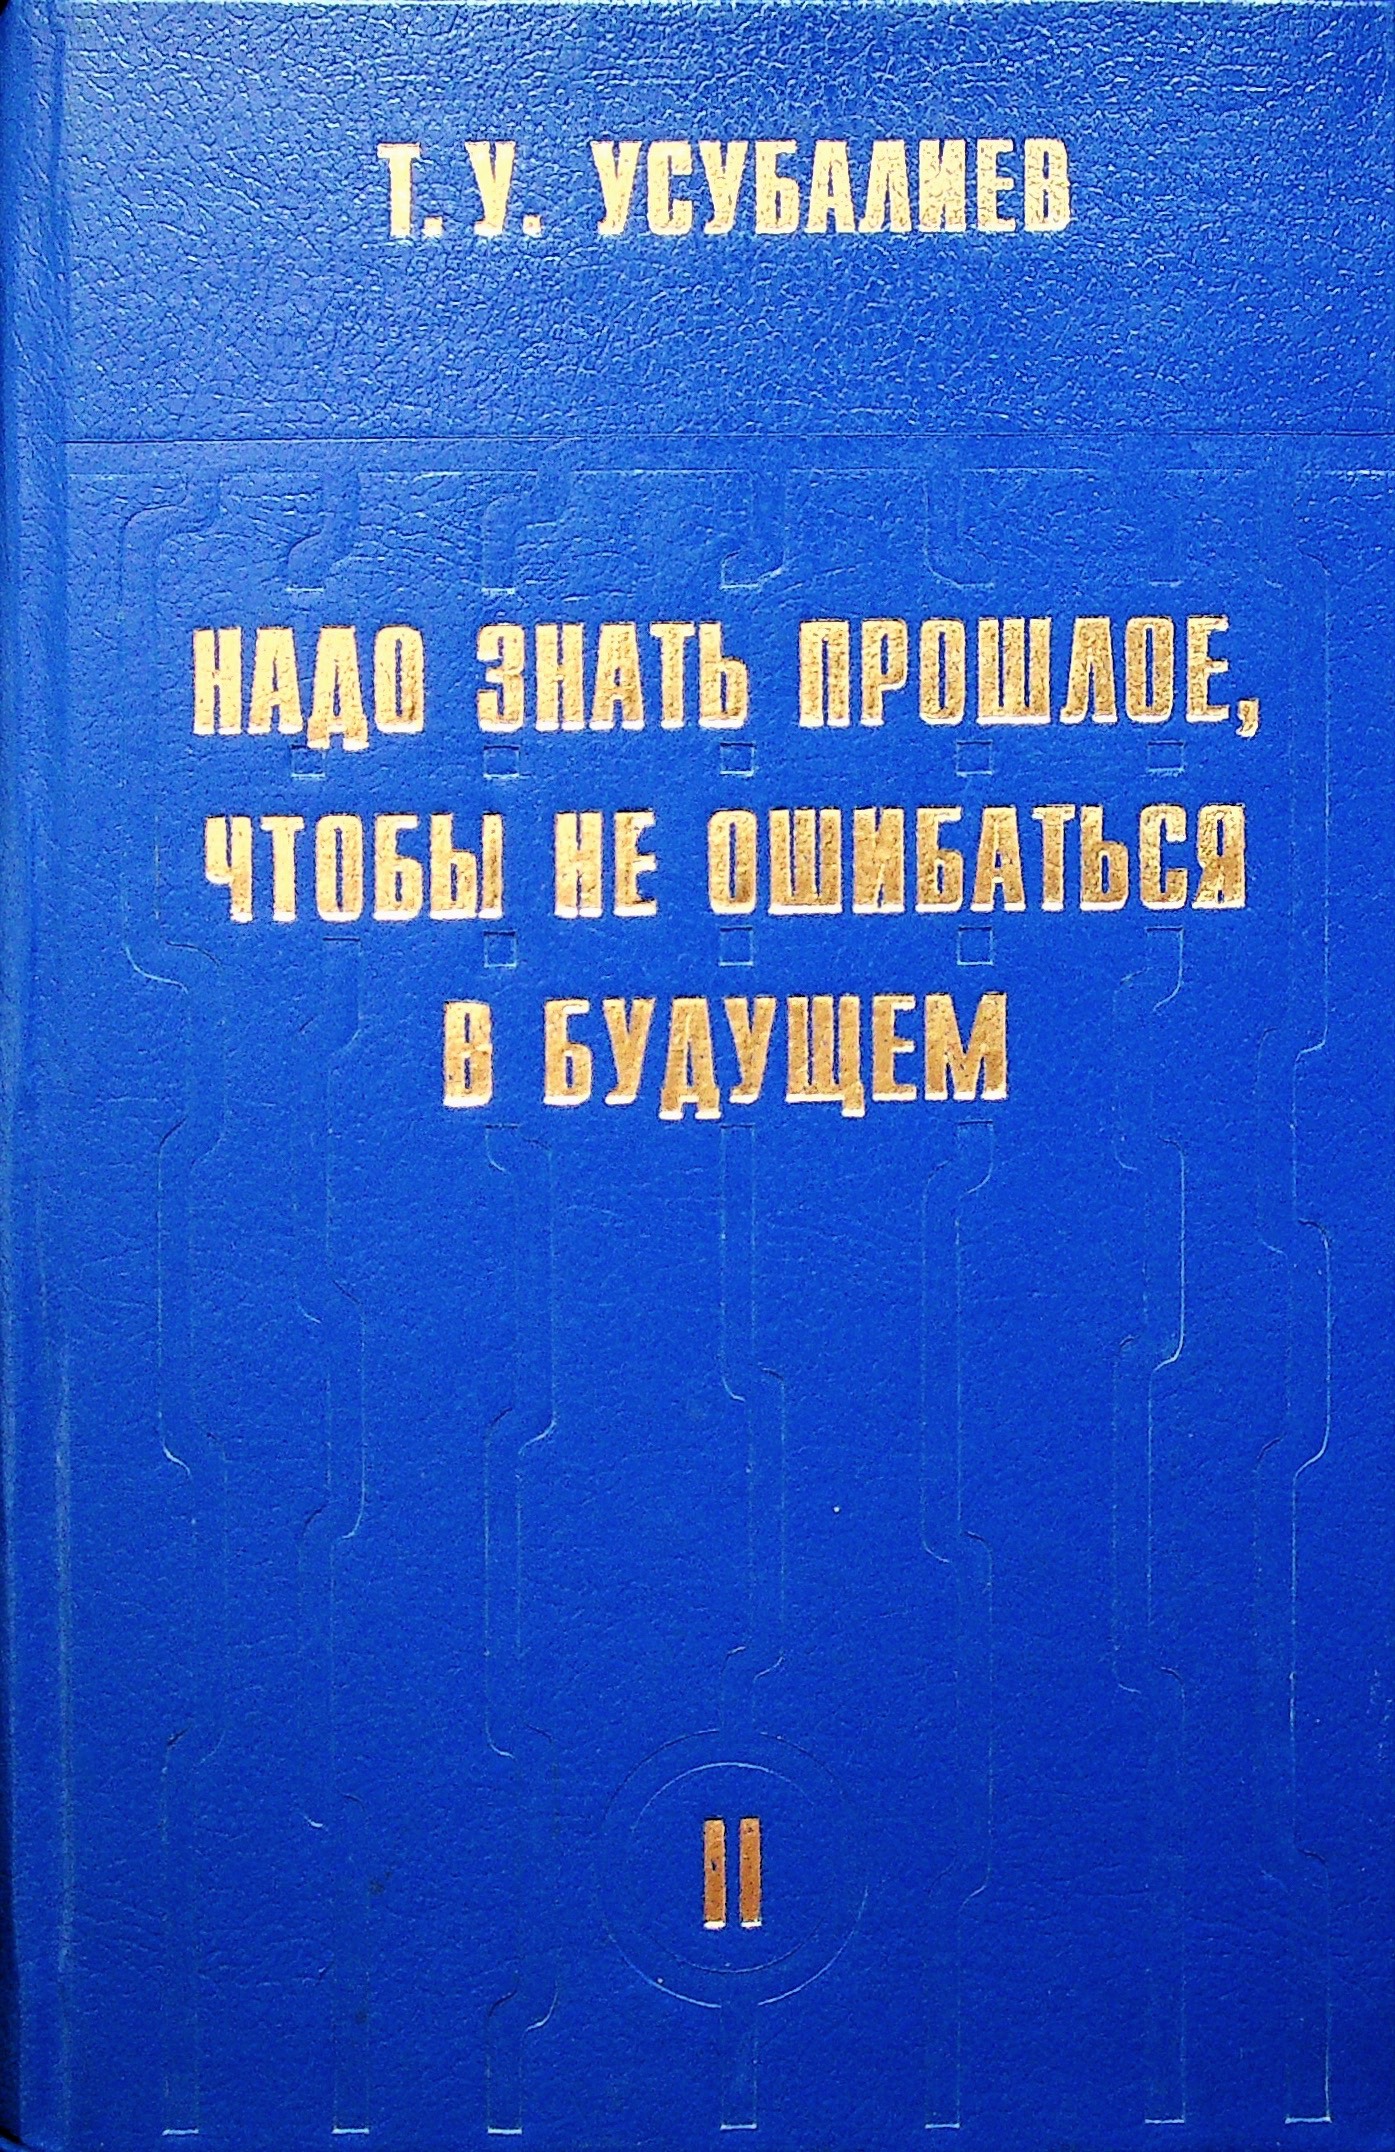 Т. У. УСУБАЛИЕВ
НАДО ЗНАТЬ ПРОШЛОЕ,
ЧТОБЫ НЕ ОШИБАТЬСЯ
В БУДУЩЕМ
II